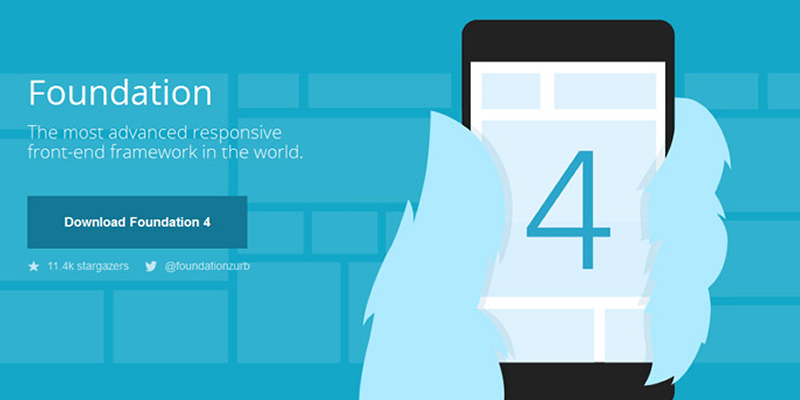 Foundation
The most advanced responsive
front-end framework in the world.
Download Foundation 4
11.4k stargazers @foundationzurb
4